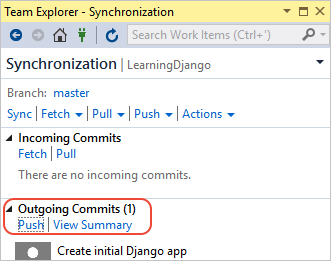 Team Explorer - Synchronization
Search Work Items (Ctrl+')
Synchronization | LearningDjango
Branch: master
Sync | Fetch | Pull | Push | Actions
Incoming Commits
Fetch | Pull
There are no incoming commits.
Outgoing Commits (1)
Push | View Summary
Create initial Django app